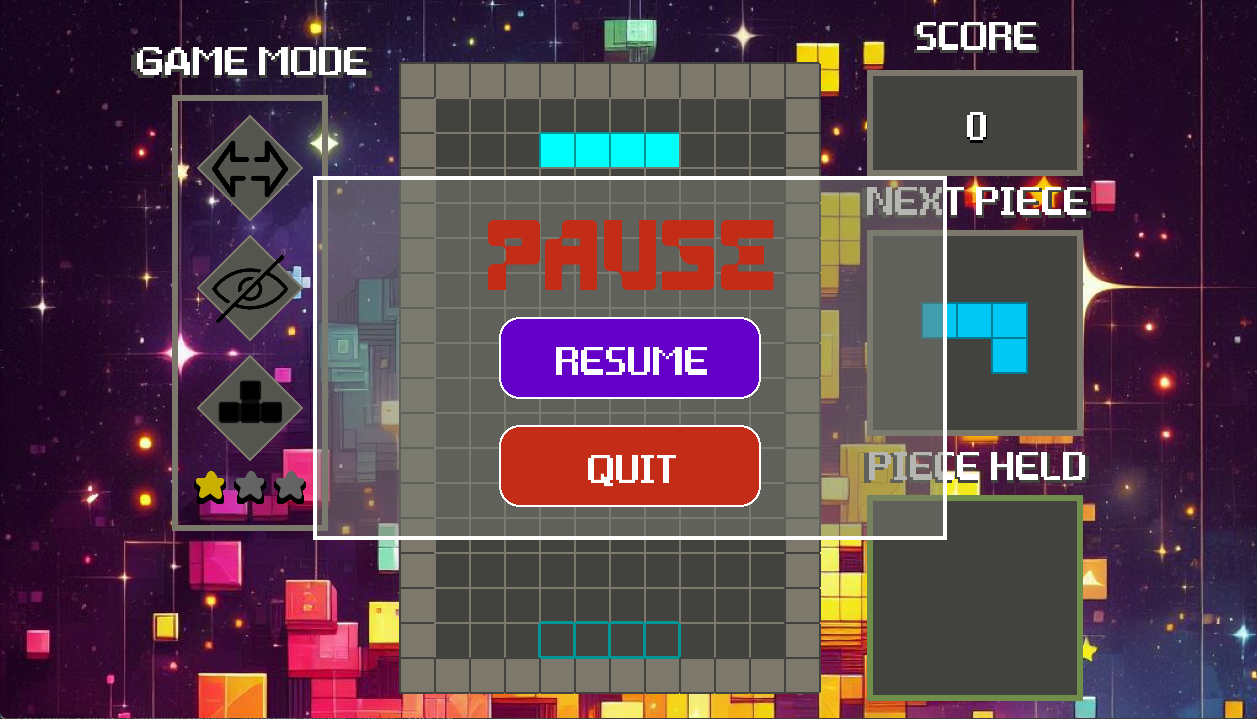 GAME MODE
SCORE
0
NEXT PIECE
PAUSE
RESUME
QUIT
PIECE HELD